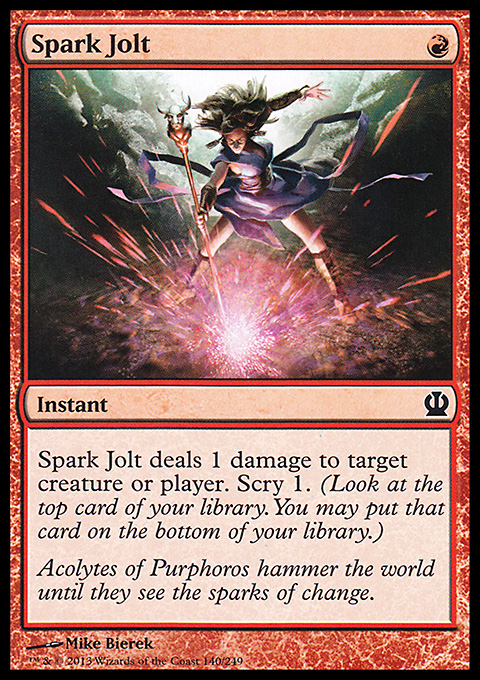 Spark Jolt
Instant
Spark Jolt deals 1 damage to target
creature or player. Scry 1. (Look at the
top card of your library. You may put that
card on the bottom of your library.)
Acolytes of Purphoros hammer the world
until they see the sparks of change.
Mike Bierek
™ & © 2013 Wizards of the Coast 140/249